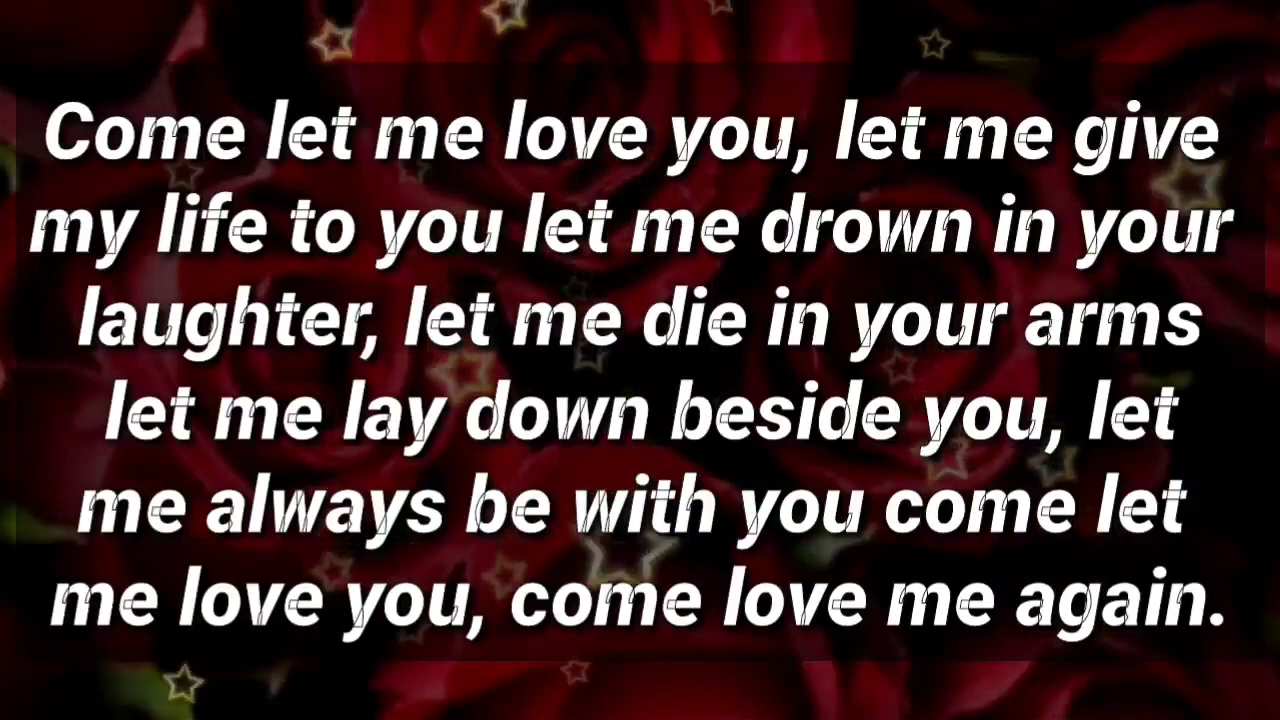 Come let me love you, let me give
my life to you let me drown in your
laughter, let me die in your arms
let me lay down beside you, let
me always be with you come let
me love you, come love me again.